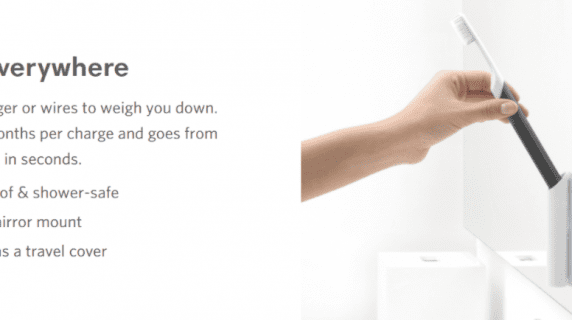 verywhere
ger or wires to weigh you down.
onths per charge and goes from
in seconds.
of & shower-safe
irror mount
s a travel cover